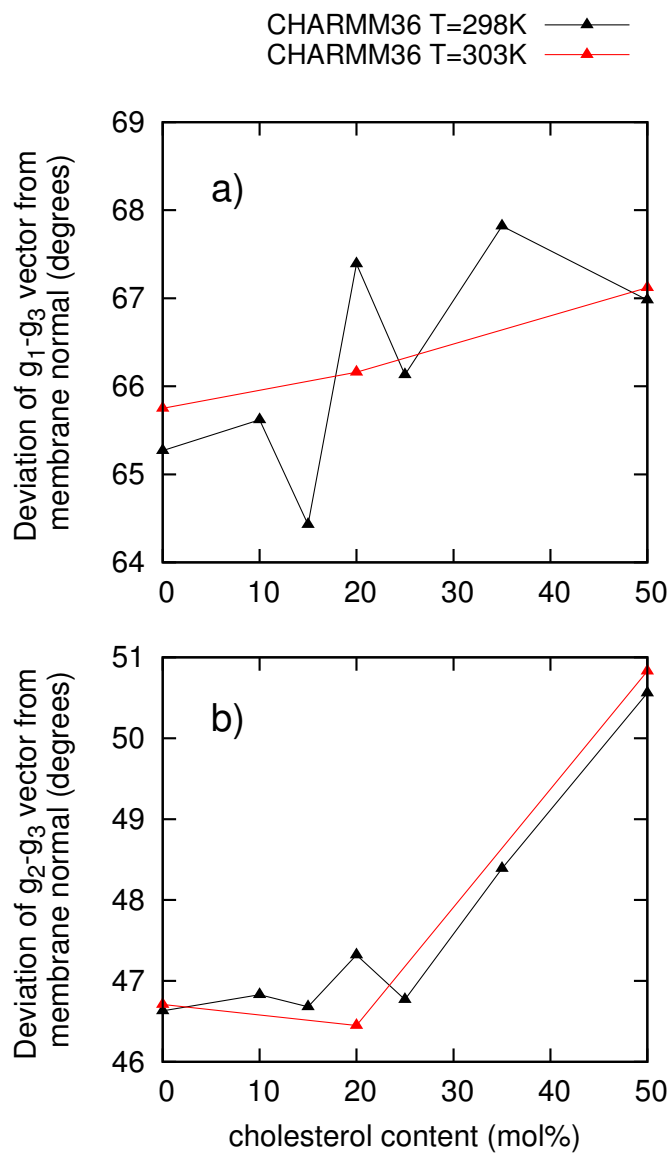 CHARMM36 T=298K
CHARMM36 T=303K
Deviation of g₁-g₃ vector from
membrane normal (degrees)
a)
69
68
67
66
65
64
0 10 20 30 40 50
Deviation of g₂-g₃ vector from
membrane normal (degrees)
b)
51
50
49
48
47
46
0 10 20 30 40 50
cholesterol content (mol%)